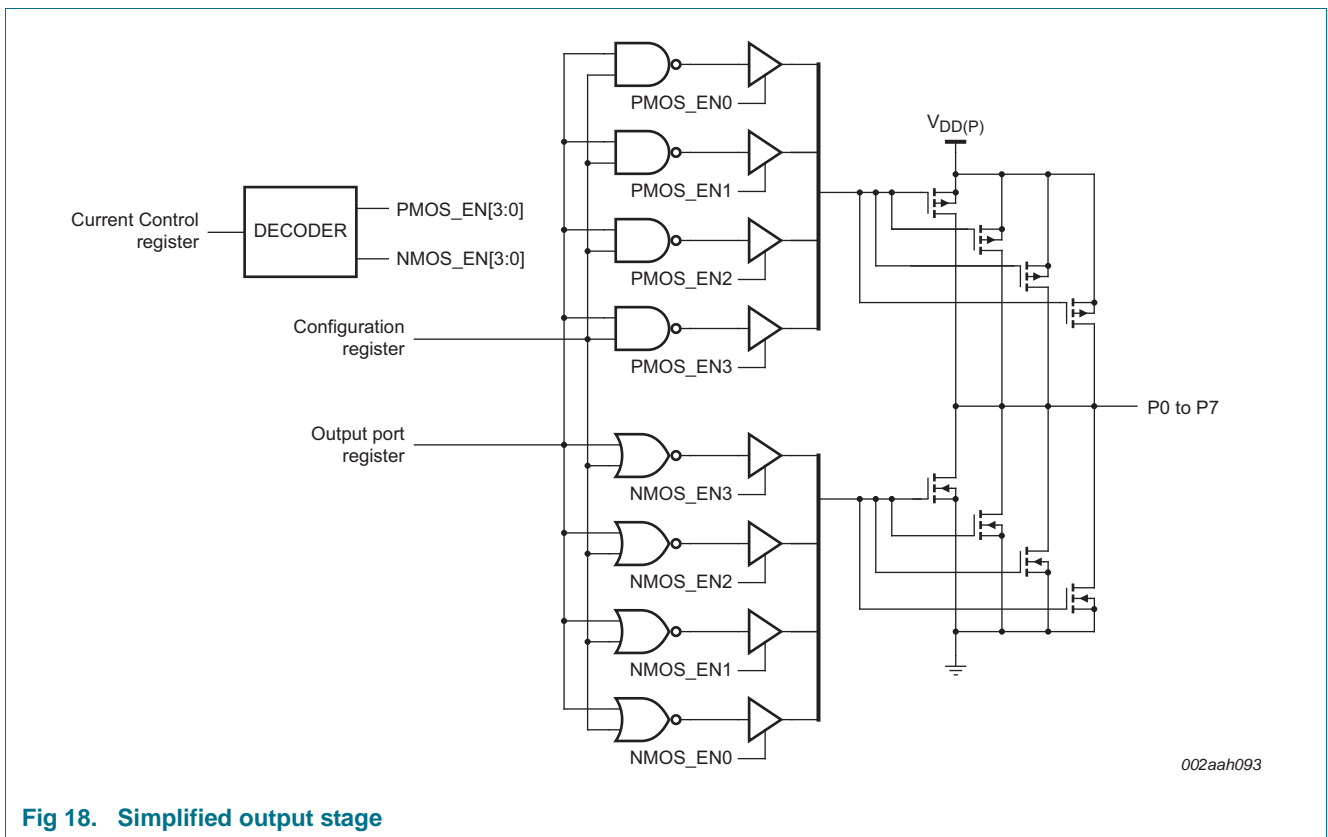 PMOS_EN0
V DD(P)
PMOS_EN1
Current Control
register
DECODER
PMOS_EN[3:0]
NMOS_EN[3:0]
PMOS_EN2
Configuration
register
PMOS_EN3
P0 to P7
Output port
register
NMOS_EN3
NMOS_EN2
NMOS_EN1
NMOS_EN0
002aah093
Fig 18. Simplified output stage